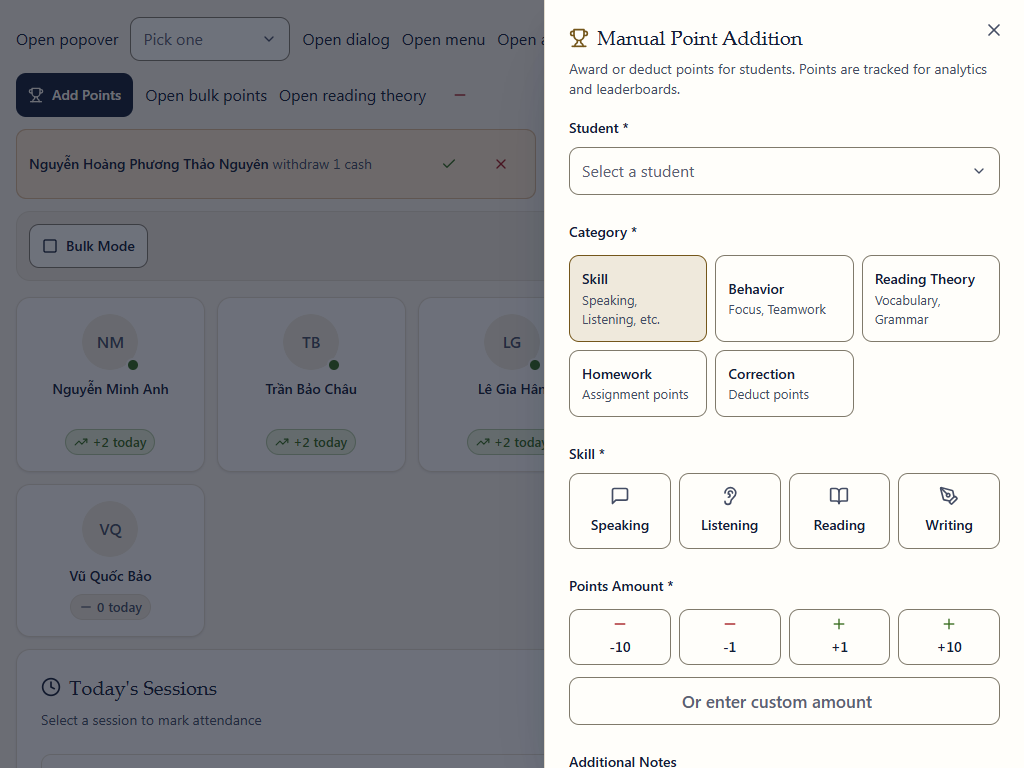 Open popover
Pick one
Open dialog
Open menu
Open a
Add Points
Open bulk points
Open reading theory
Nguyễn Hoàng Phương Thảo Nguyên withdraw 1 cash
Bulk Mode
NM
Nguyễn Minh Anh
+2 today
TB
Trần Bảo Châu
+2 today
LG
Lê Gia Hân
+2 today
VQ
Vũ Quốc Bảo
0 today
Today's Sessions
Select a session to mark attendance
Manual Point Addition
Award or deduct points for students. Points are tracked for analytics
and leaderboards.
Student *
Select a student
Category *
Skill
Speaking,
Listening, etc.
Behavior
Focus, Teamwork
Reading Theory
Vocabulary,
Grammar
Homework
Assignment points
Correction
Deduct points
Skill *
Speaking
Listening
Reading
Writing
Points Amount *
-10
-1
+1
+10
Or enter custom amount
Additional Notes